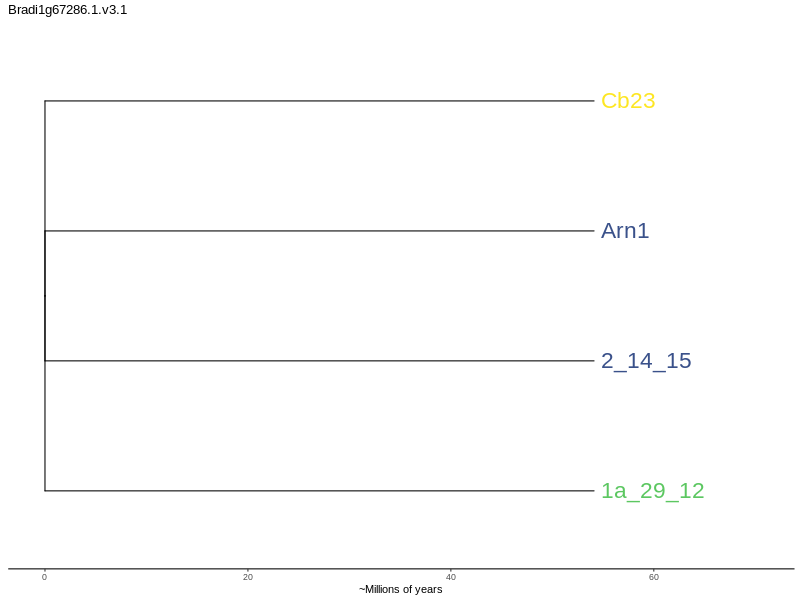 Bradi1g67286.1.v3.1
Cb23
Arn1
2_14_15
1a_29_12
0 20 40 60
~Millions of years